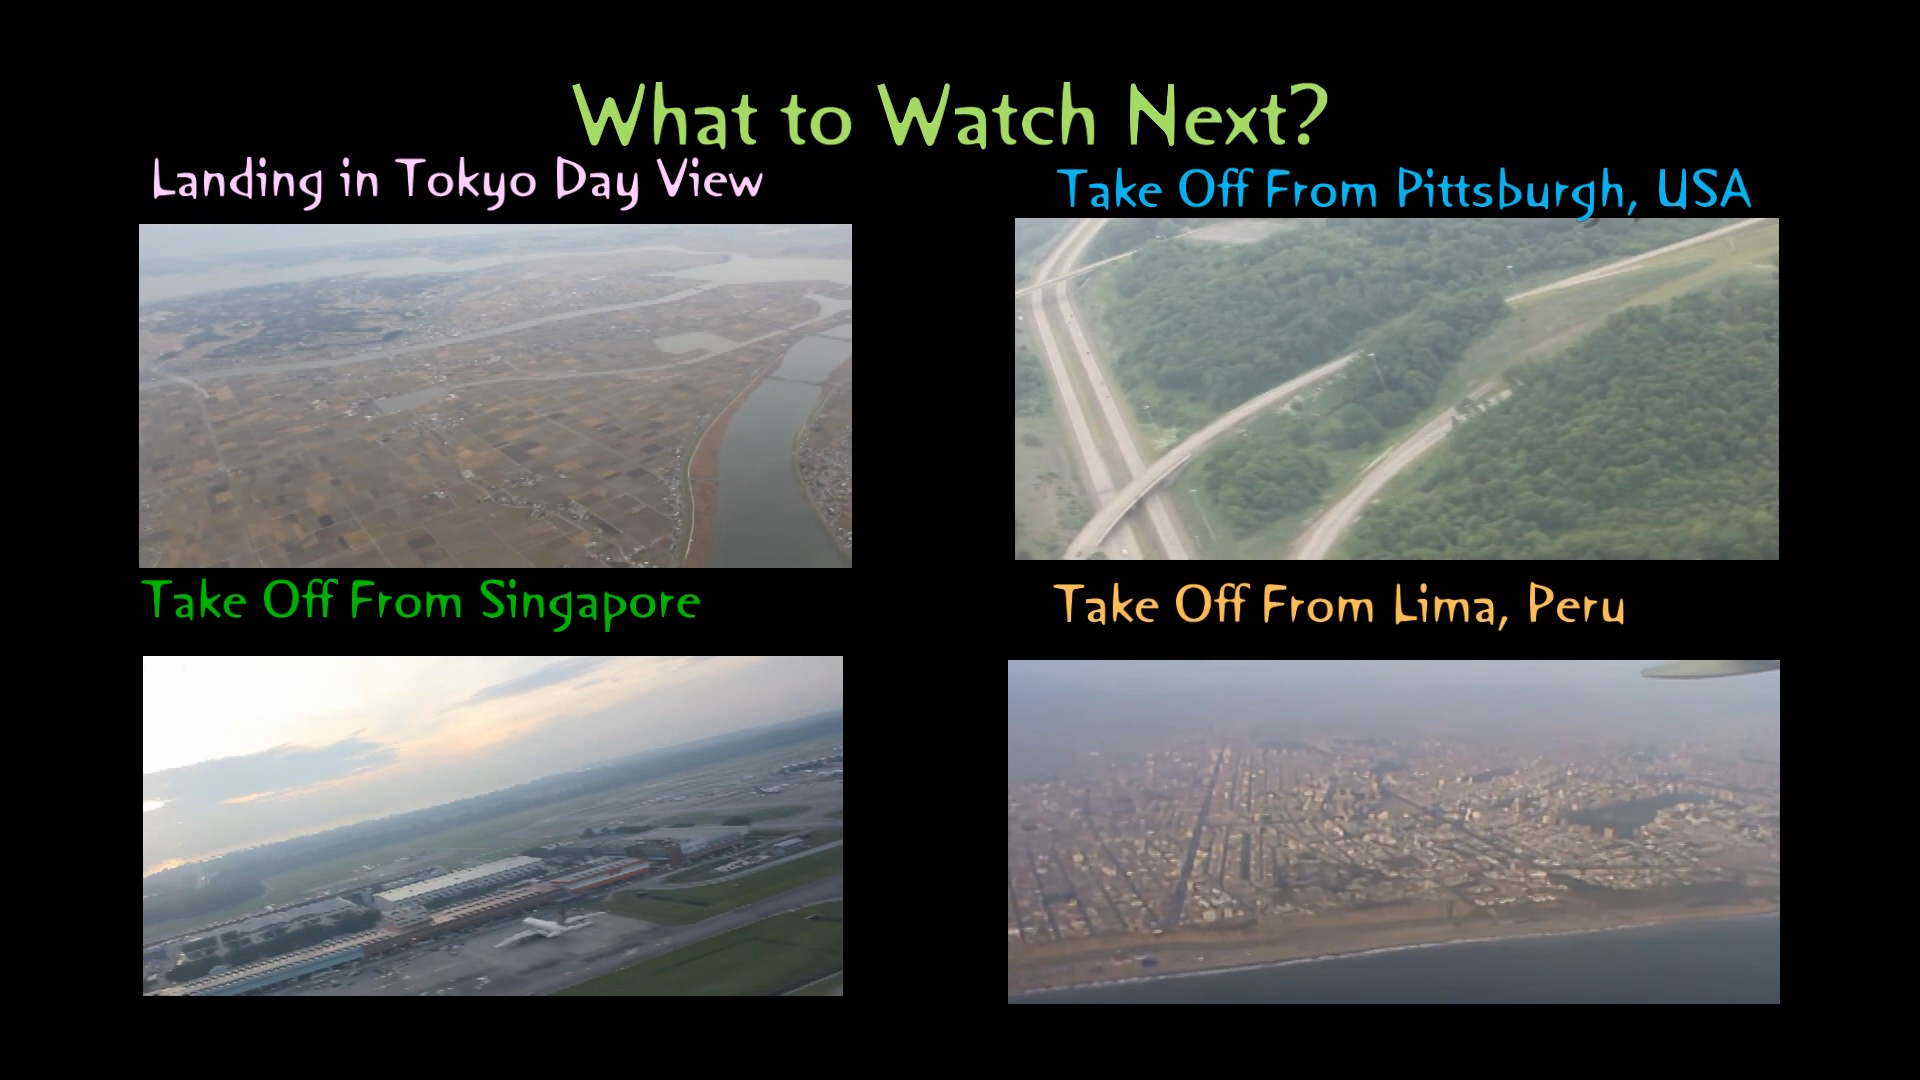 What to Watch Next?
Landing in Tokyo Day View
Take Off From Pittsburgh, USA
Take Off From Singapore
Take Off From Lima, Peru